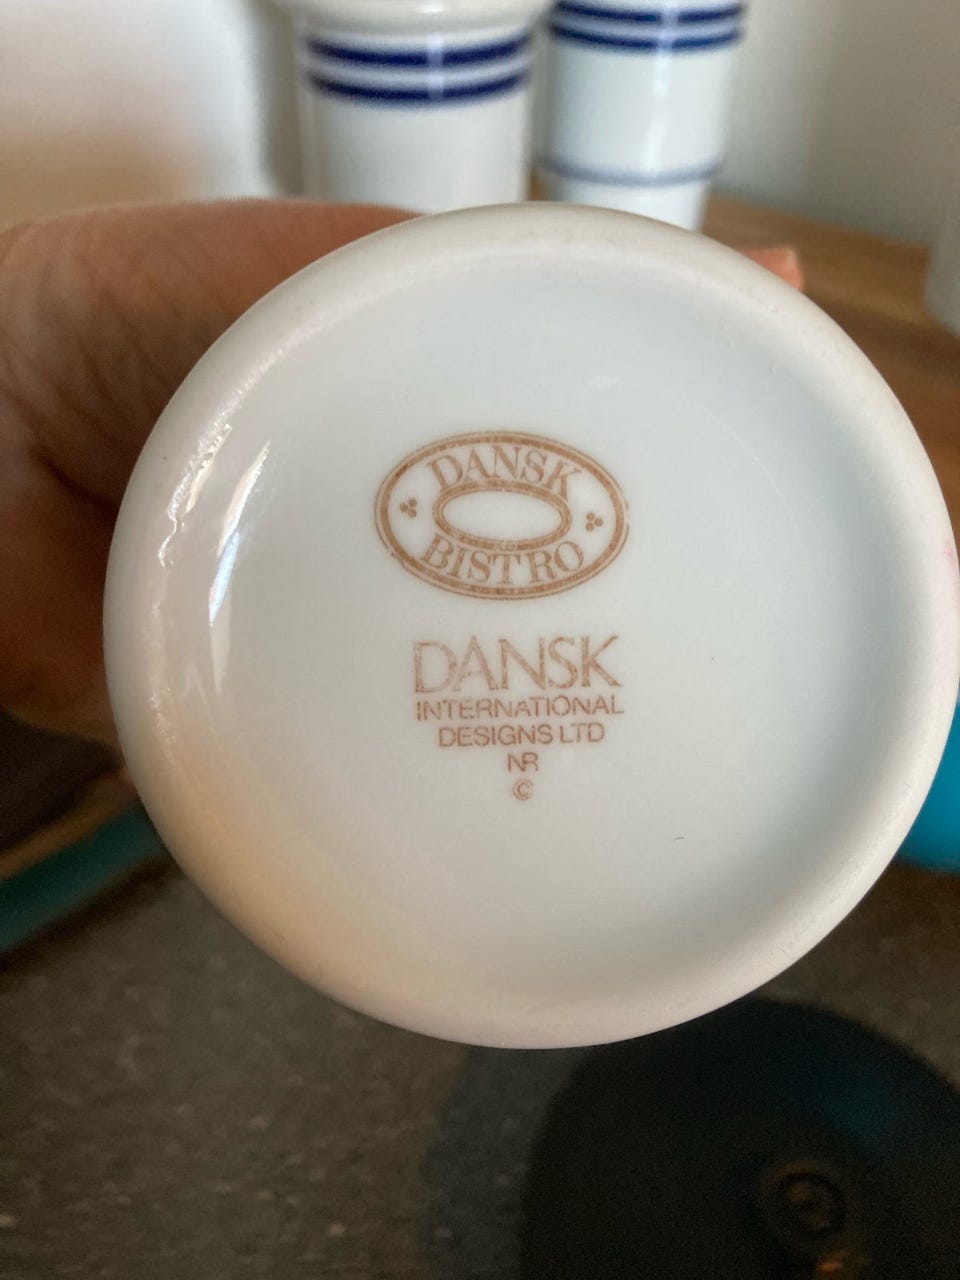 DANSK
BISTRO
DANSK
INTERNATIONAL
DESIGNS LTD
NR
©